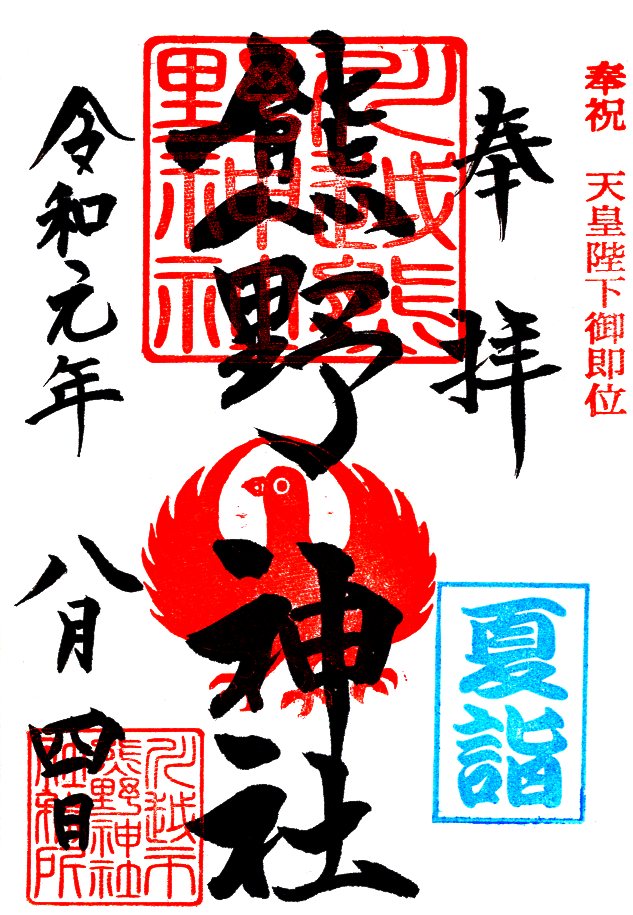 奉祝 天皇陛下御即位
奉拝
夏詣
川越熊
野神社
熊野神社
令和元年 八月四日
川越市
熊野神社
社務所